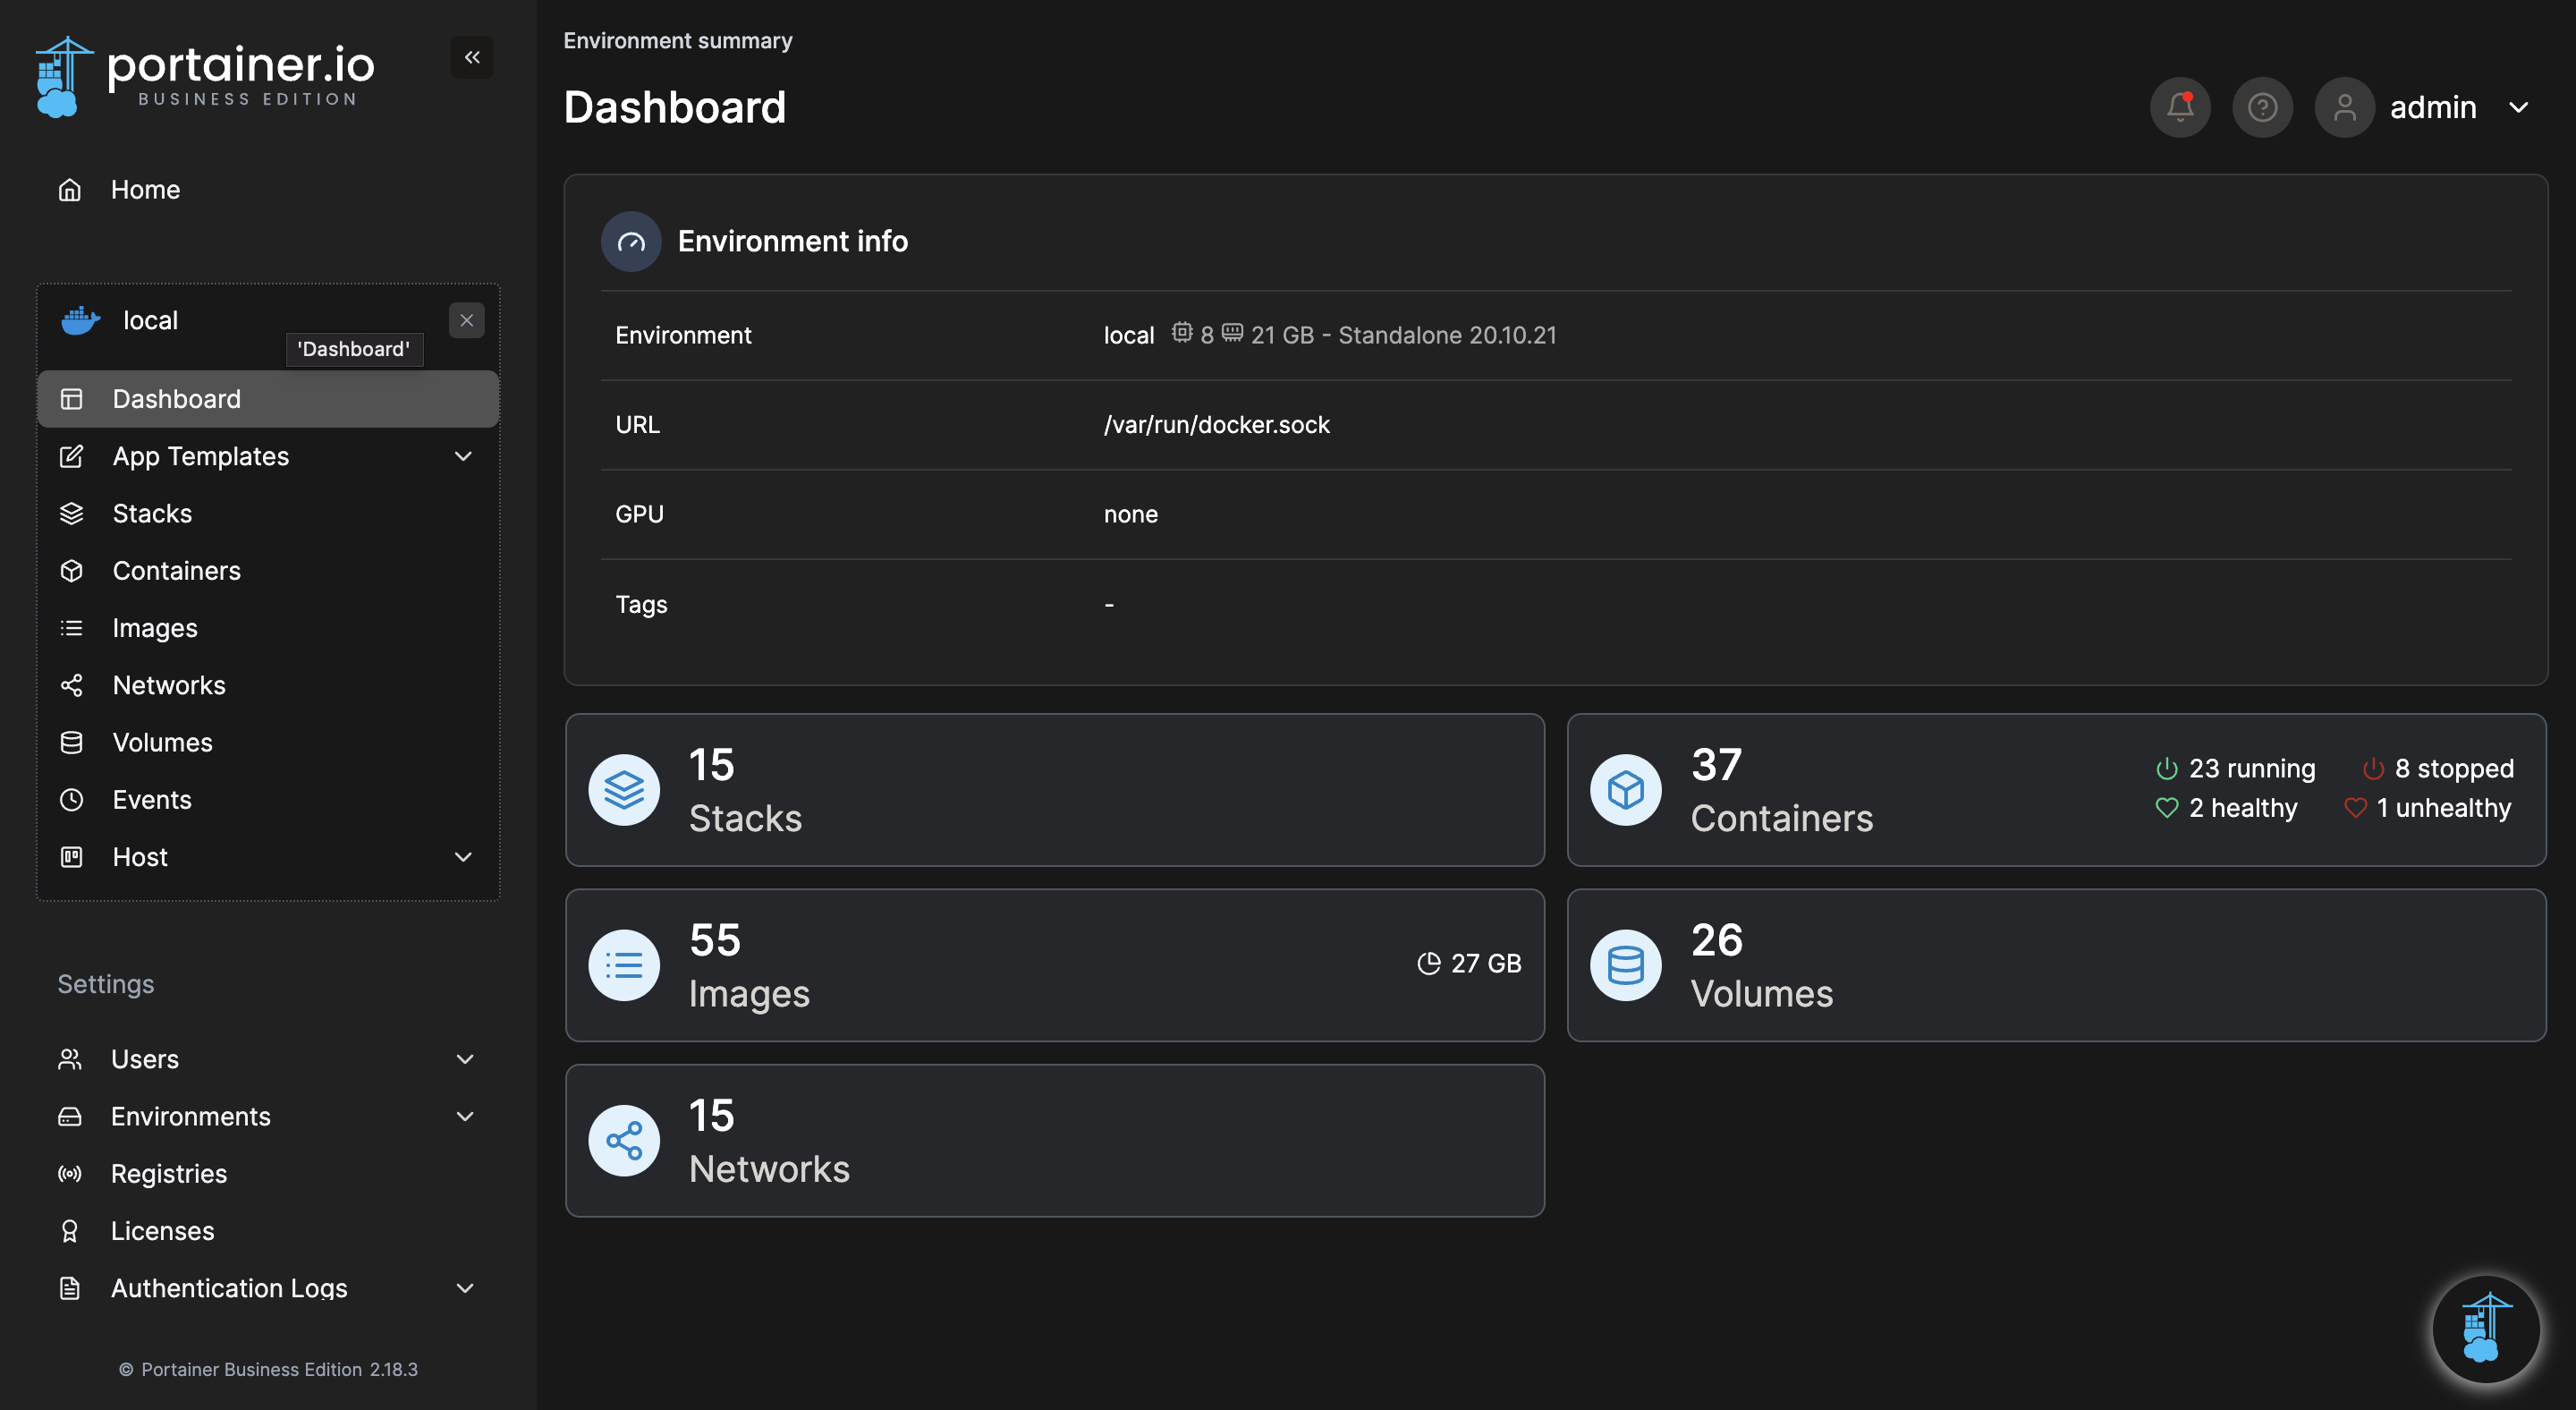 portainer.io
BUSINESS EDITION
Home
local
'Dashboard'
Dashboard
App Templates
Stacks
Containers
Images
Networks
Volumes
Events
Host
Settings
Users
Environments
Registries
Licenses
Authentication Logs
© Portainer Business Edition 2.18.3
Environment summary
Dashboard
admin
Environment info
Environment local 8 21 GB - Standalone 20.10.21
URL /var/run/docker.sock
GPU none
Tags -
15
Stacks
37
Containers
23 running 8 stopped
2 healthy 1 unhealthy
55
Images
27 GB
26
Volumes
15
Networks